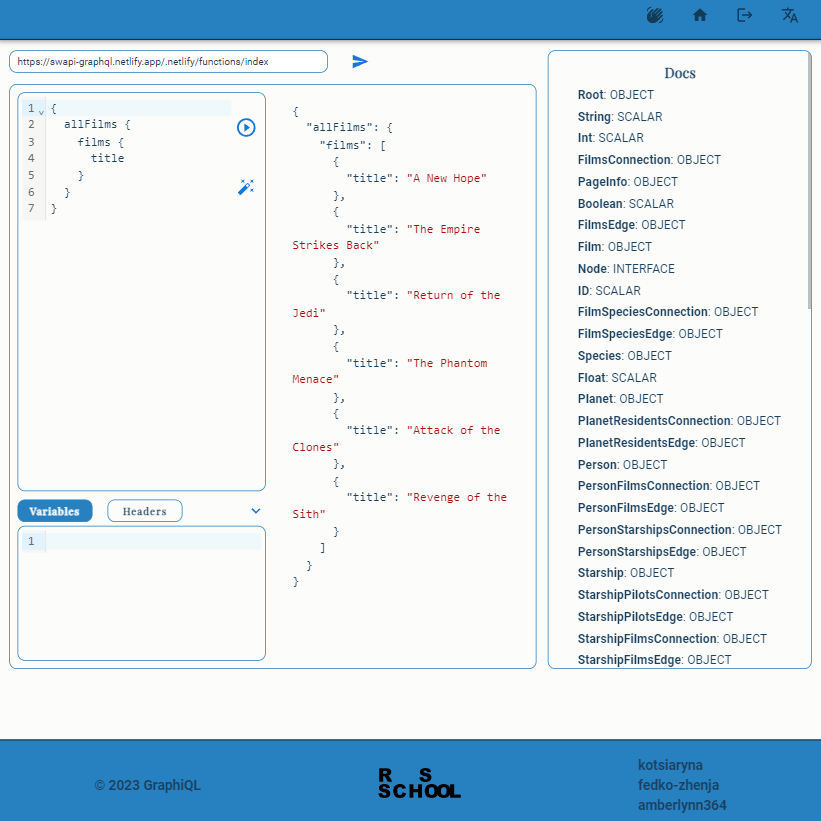 https://swapi-graphql.netlify.app/.netlify/functions/index
1 {
2 allFilms {
3 films {
4 title
5 }
6 }
7 }
Variables Headers
1
{
"allFilms": {
"films": [
{
"title": "A New Hope"
},
{
"title": "The Empire
Strikes Back"
},
{
"title": "Return of the
Jedi"
},
{
"title": "The Phantom
Menace"
},
{
"title": "Attack of the
Clones"
},
{
"title": "Revenge of the
Sith"
}
]
}
}
Docs
Root: OBJECT
String: SCALAR
Int: SCALAR
FilmsConnection: OBJECT
PageInfo: OBJECT
Boolean: SCALAR
FilmsEdge: OBJECT
Film: OBJECT
Node: INTERFACE
ID: SCALAR
FilmSpeciesConnection: OBJECT
FilmSpeciesEdge: OBJECT
Species: OBJECT
Float: SCALAR
Planet: OBJECT
PlanetResidentsConnection: OBJECT
PlanetResidentsEdge: OBJECT
Person: OBJECT
PersonFilmsConnection: OBJECT
PersonFilmsEdge: OBJECT
PersonStarshipsConnection: OBJECT
PersonStarshipsEdge: OBJECT
Starship: OBJECT
StarshipPilotsConnection: OBJECT
StarshipPilotsEdge: OBJECT
StarshipFilmsConnection: OBJECT
StarshipFilmsEdge: OBJECT
© 2023 GraphiQL
R S
SCHOOL
kotsiaryna
fedko-zhenja
amberlynn364